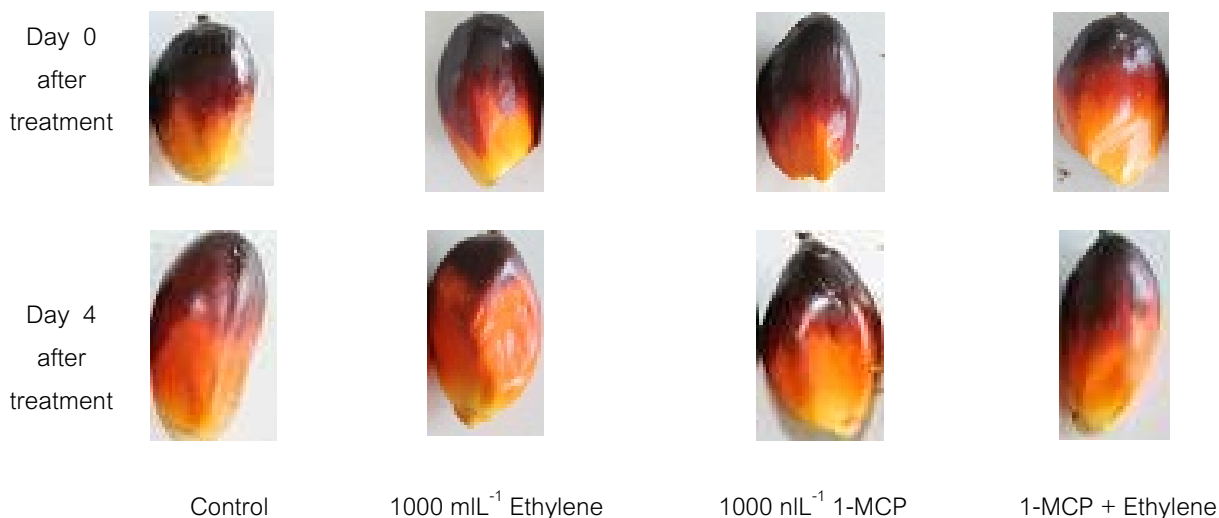 Day 0
after
treatment
Day 4
after
treatment
Control
1000 mlL⁻¹ Ethylene
1000 nlL⁻¹ 1-MCP
1-MCP + Ethylene